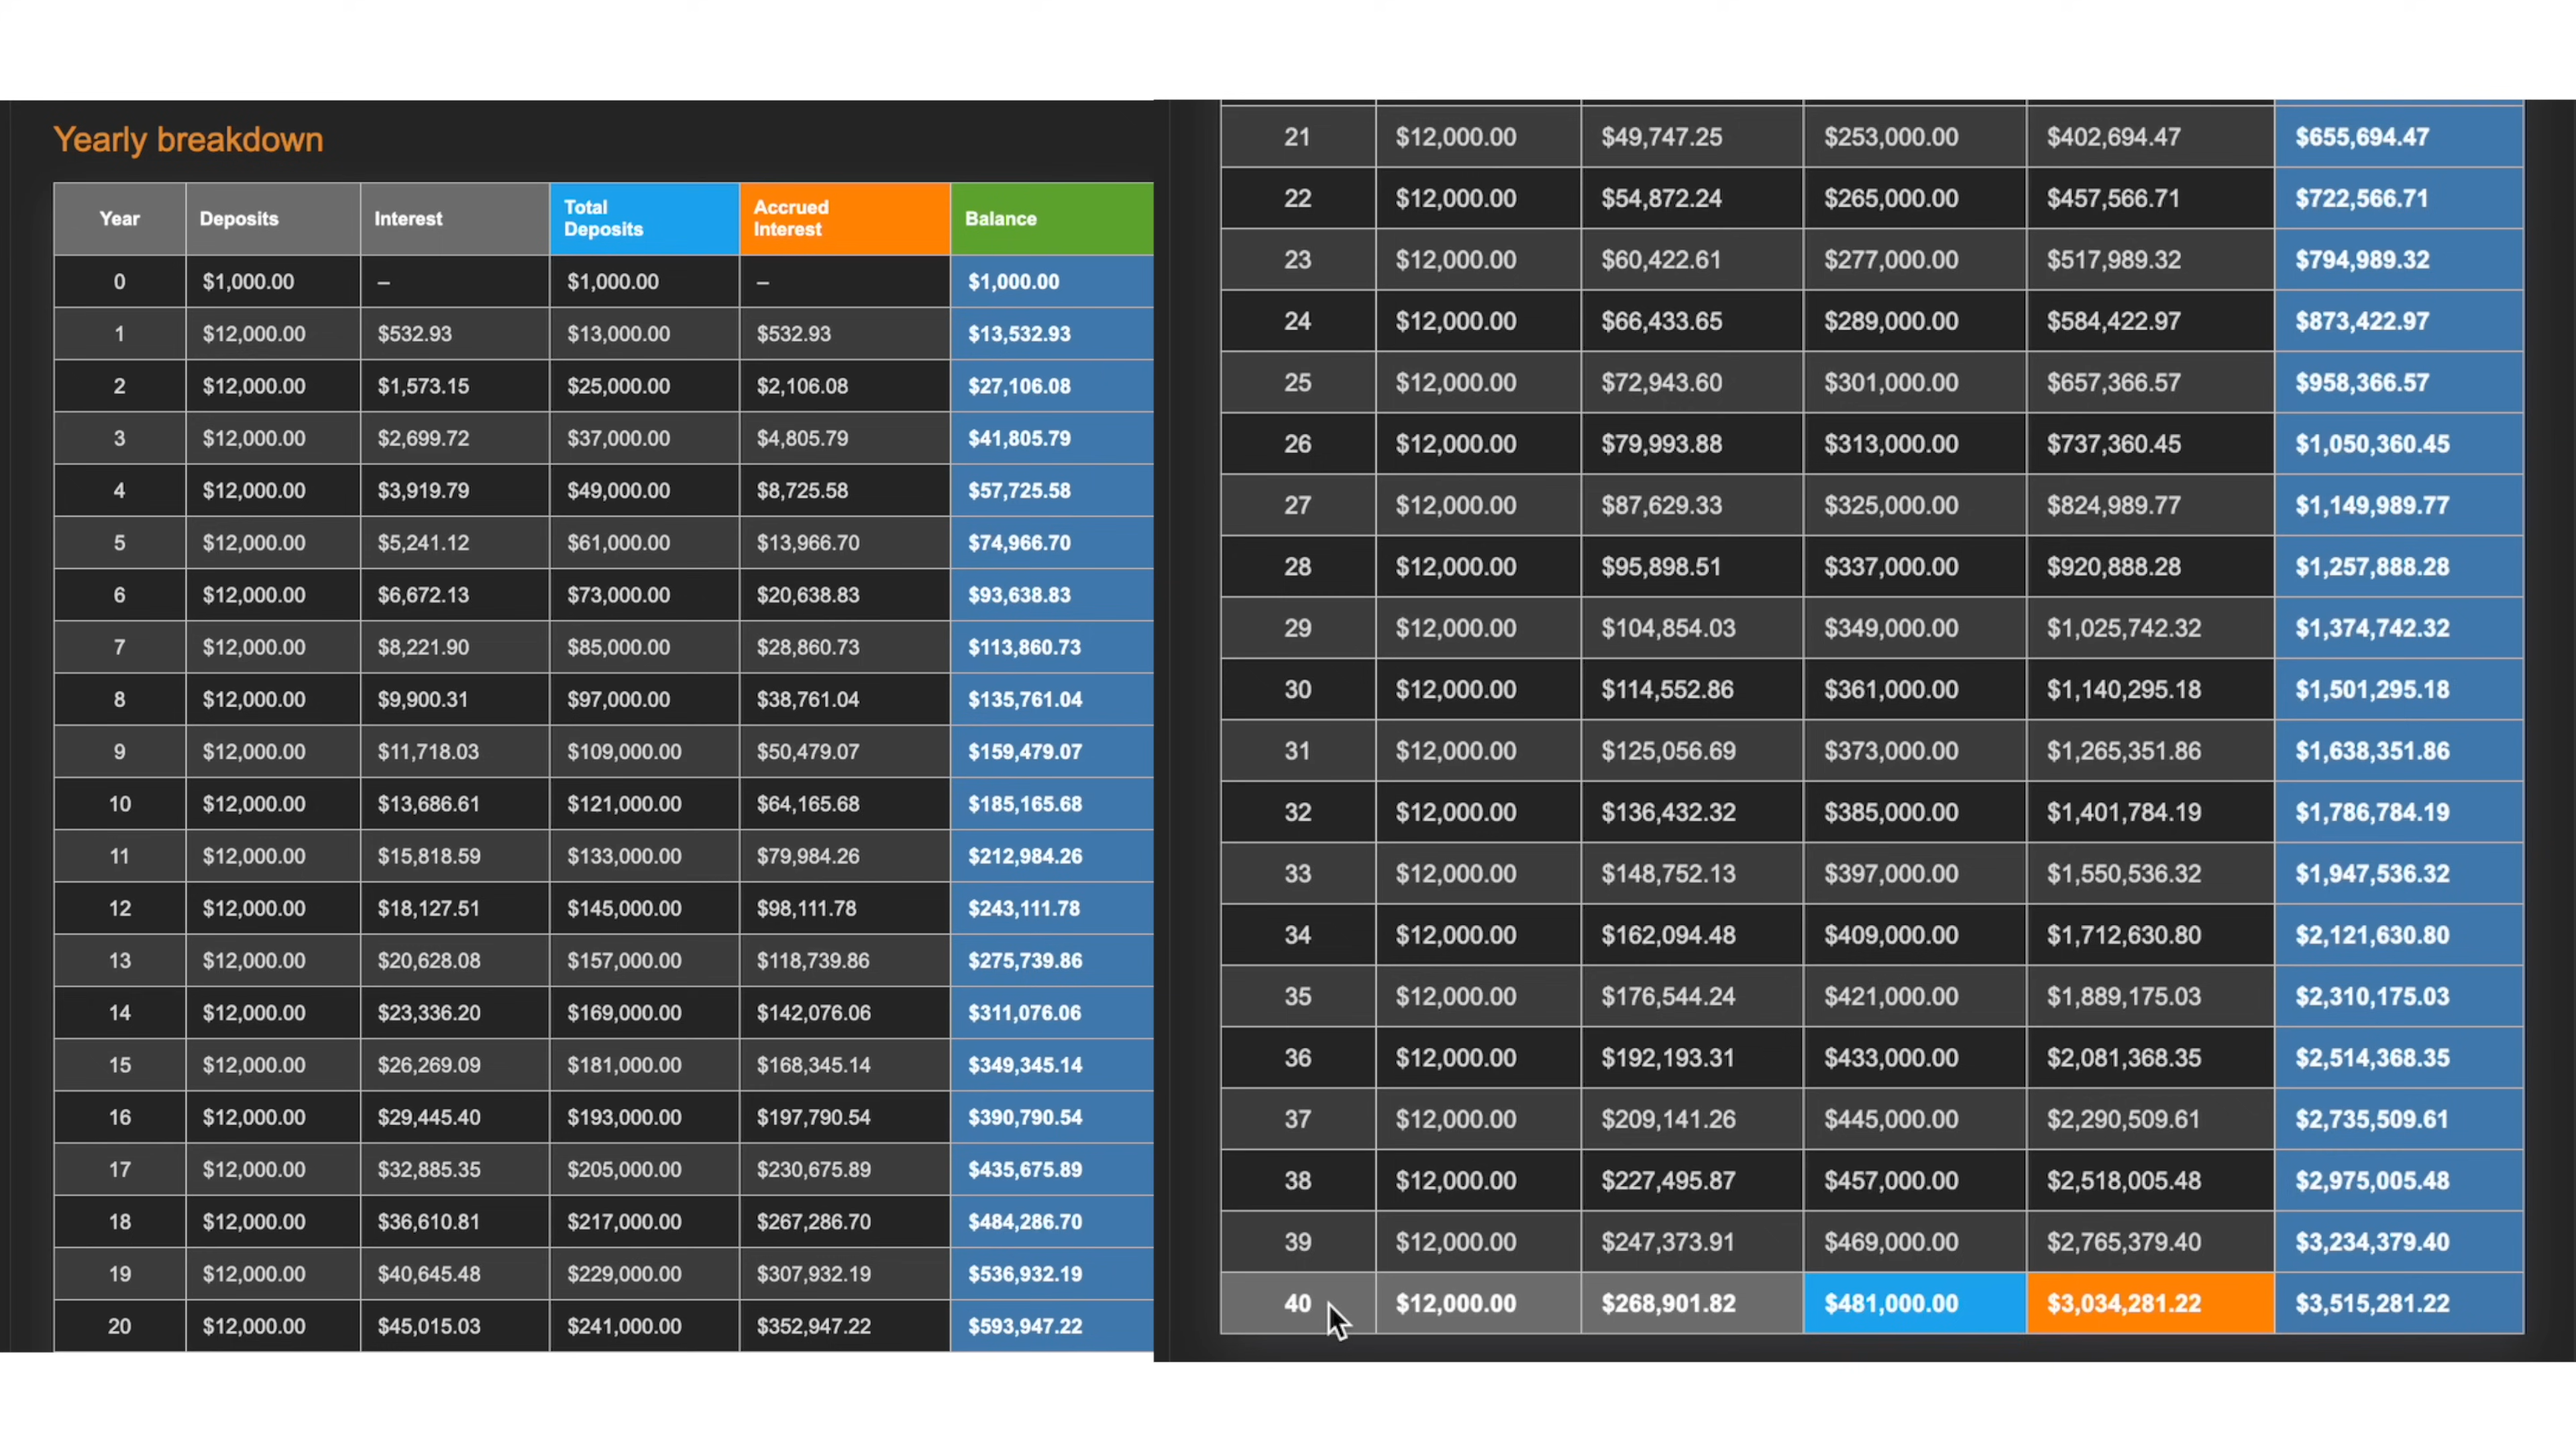 Yearly breakdown
Year Deposits Interest Total Deposits Accrued Interest Balance
0 $1,000.00 – $1,000.00 – $1,000.00
1 $12,000.00 $532.93 $13,000.00 $532.93 $13,532.93
2 $12,000.00 $1,573.15 $25,000.00 $2,106.08 $27,106.08
3 $12,000.00 $2,699.72 $37,000.00 $4,805.79 $41,805.79
4 $12,000.00 $3,919.79 $49,000.00 $8,725.58 $57,725.58
5 $12,000.00 $5,241.12 $61,000.00 $13,966.70 $74,966.70
6 $12,000.00 $6,672.13 $73,000.00 $20,638.83 $93,638.83
7 $12,000.00 $8,221.90 $85,000.00 $28,860.73 $113,860.73
8 $12,000.00 $9,900.31 $97,000.00 $38,761.04 $135,761.04
9 $12,000.00 $11,718.03 $109,000.00 $50,479.07 $159,479.07
10 $12,000.00 $13,686.61 $121,000.00 $64,165.68 $185,165.68
11 $12,000.00 $15,818.59 $133,000.00 $79,984.26 $212,984.26
12 $12,000.00 $18,127.51 $145,000.00 $98,111.78 $243,111.78
13 $12,000.00 $20,628.08 $157,000.00 $118,739.86 $275,739.86
14 $12,000.00 $23,336.20 $169,000.00 $142,076.06 $311,076.06
15 $12,000.00 $26,269.09 $181,000.00 $168,345.14 $349,345.14
16 $12,000.00 $29,445.40 $193,000.00 $197,790.54 $390,790.54
17 $12,000.00 $32,885.35 $205,000.00 $230,675.89 $435,675.89
18 $12,000.00 $36,610.81 $217,000.00 $267,286.70 $484,286.70
19 $12,000.00 $40,645.48 $229,000.00 $307,932.19 $536,932.19
20 $12,000.00 $45,015.03 $241,000.00 $352,947.22 $593,947.22
21 $12,000.00 $49,747.25 $253,000.00 $402,694.47 $655,694.47
22 $12,000.00 $54,872.24 $265,000.00 $457,566.71 $722,566.71
23 $12,000.00 $60,422.61 $277,000.00 $517,989.32 $794,989.32
24 $12,000.00 $66,433.65 $289,000.00 $584,422.97 $873,422.97
25 $12,000.00 $72,943.60 $301,000.00 $657,366.57 $958,366.57
26 $12,000.00 $79,993.88 $313,000.00 $737,360.45 $1,050,360.45
27 $12,000.00 $87,629.33 $325,000.00 $824,989.77 $1,149,989.77
28 $12,000.00 $95,898.51 $337,000.00 $920,888.28 $1,257,888.28
29 $12,000.00 $104,854.03 $349,000.00 $1,025,742.32 $1,374,742.32
30 $12,000.00 $114,552.86 $361,000.00 $1,140,295.18 $1,501,295.18
31 $12,000.00 $125,056.69 $373,000.00 $1,265,351.86 $1,638,351.86
32 $12,000.00 $136,432.32 $385,000.00 $1,401,784.19 $1,786,784.19
33 $12,000.00 $148,752.13 $397,000.00 $1,550,536.32 $1,947,536.32
34 $12,000.00 $162,094.48 $409,000.00 $1,712,630.80 $2,121,630.80
35 $12,000.00 $176,544.24 $421,000.00 $1,889,175.03 $2,310,175.03
36 $12,000.00 $192,193.31 $433,000.00 $2,081,368.35 $2,514,368.35
37 $12,000.00 $209,141.26 $445,000.00 $2,290,509.61 $2,735,509.61
38 $12,000.00 $227,495.87 $457,000.00 $2,518,005.48 $2,975,005.48
39 $12,000.00 $247,373.91 $469,000.00 $2,765,379.40 $3,234,379.40
40 $12,000.00 $268,901.82 $481,000.00 $3,034,281.22 $3,515,281.22